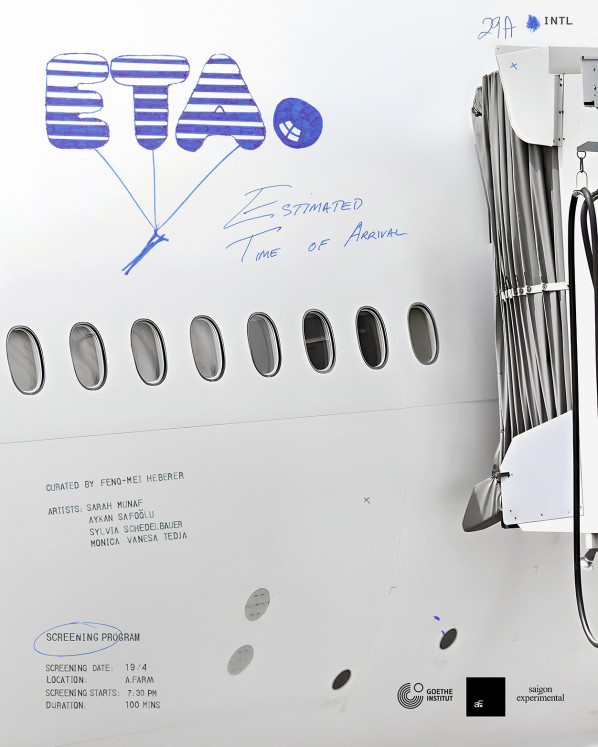 29A INTL
ETA.
ESTIMATED
TIME OF ARRIVAL
CURATED BY FENG-MEI HEBERER
ARTISTS: SARAH MUNAF
AYKAN SAFOĞLU
SYLVIA SCHEDELBAUER
MONICA VANESA TEDJA
SCREENING PROGRAM
SCREENING DATE: 19/4
LOCATION: A.FARM
SCREENING STARTS: 7:30 PM
DURATION: 100 MINS
GOETHE
INSTITUT
af
saigon
experimental